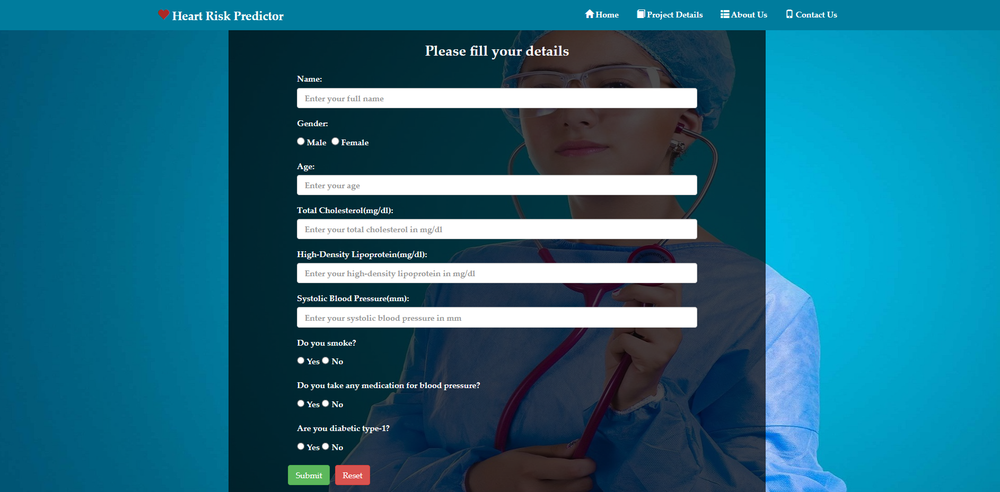 Heart Risk Predictor
Home Project Details About Us Contact Us
Please fill your details
Name:
Enter your full name
Gender:
Male Female
Age:
Enter your age
Total Cholesterol(mg/dl):
Enter your total cholesterol in mg/dl
High-Density Lipoprotein(mg/dl):
Enter your high-density lipoprotein in mg/dl
Systolic Blood Pressure(mm):
Enter your systolic blood pressure in mm
Do you smoke?
Yes No
Do you take any medication for blood pressure?
Yes No
Are you diabetic type-1?
Yes No
Submit Reset